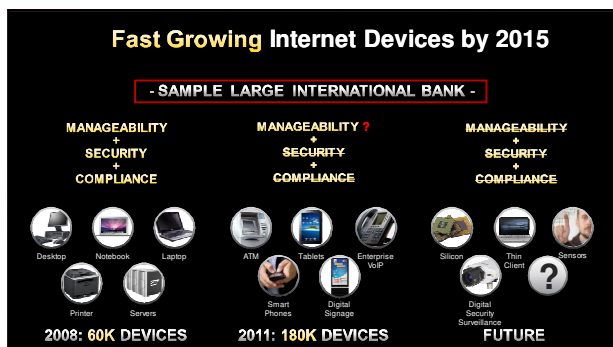 Fast Growing Internet Devices by 2015
- SAMPLE LARGE INTERNATIONAL BANK -
MANAGEABILITY
+
SECURITY
+
COMPLIANCE
Desktop
Notebook
Laptop
Printer
Servers
2008: 60K DEVICES
MANAGEABILITY ?
+
SECURITY
+
COMPLIANCE
ATM
Tablets
Enterprise
VoIP
Smart
Phones
Digital
Signage
2011: 180K DEVICES
MANAGEABILITY
+
SECURITY
+
COMPLIANCE
Silicon
Thin
Client
Sensors
Digital
Security
Surveillance
?
FUTURE